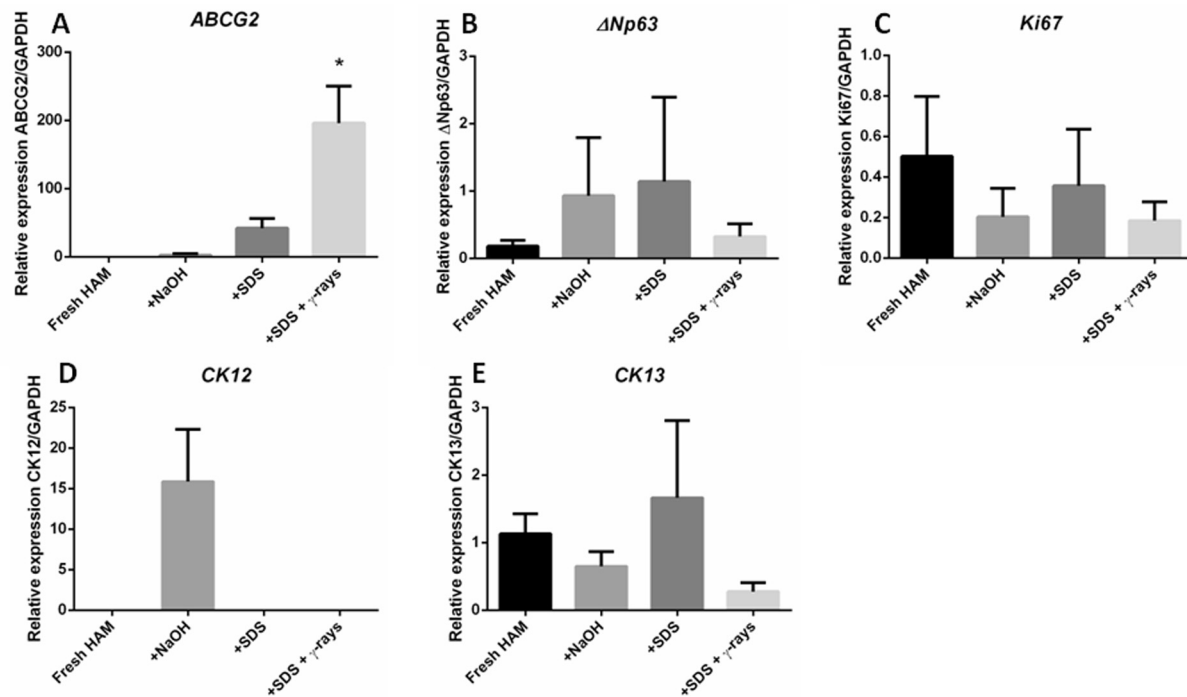 A
ABCG2
Relative expression ABCG2/GAPDH
300
200
100
0
*
Fresh HAM
+NaOH
+SDS
+SDS + γ-rays
B
ΔNp63
Relative expression ΔNp63/GAPDH
3
2
1
0
Fresh HAM
+NaOH
+SDS
+SDS + γ-rays
C
Ki67
Relative expression Ki67/GAPDH
1.0
0.8
0.6
0.4
0.2
0.0
Fresh HAM
+NaOH
+SDS
+SDS + γ-rays
D
CK12
Relative expression CK12/GAPDH
25
20
15
10
5
0
Fresh HAM
+NaOH
+SDS
+SDS + γ-rays
E
CK13
Relative expression CK13/GAPDH
3
2
1
0
Fresh HAM
+NaOH
+SDS
+SDS + γ-rays